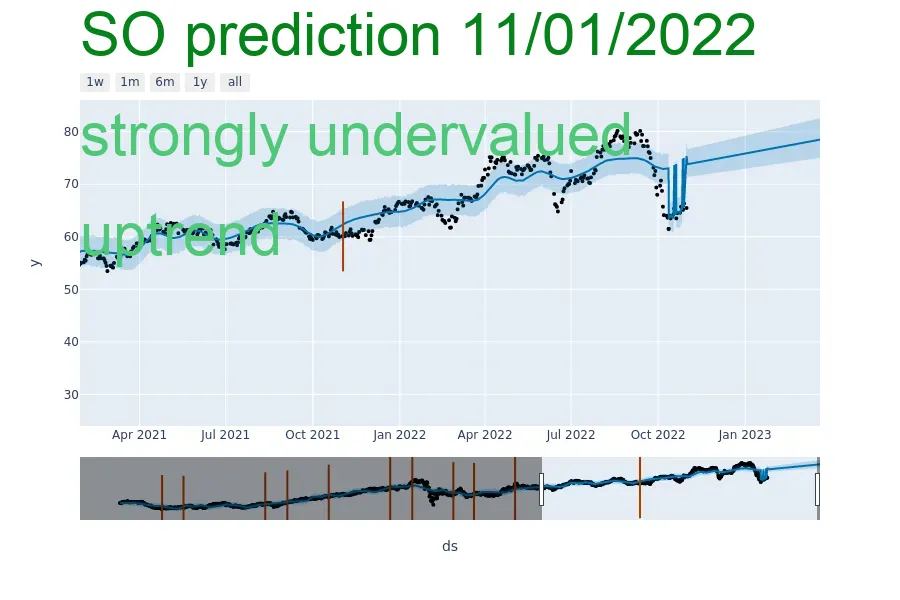 SO prediction 11/01/2022
1w 1m 6m 1y all
strongly undervalued
uptrend
80
70
60
50
40
30
y
Apr 2021 Jul 2021 Oct 2021 Jan 2022 Apr 2022 Jul 2022 Oct 2022 Jan 2023
ds